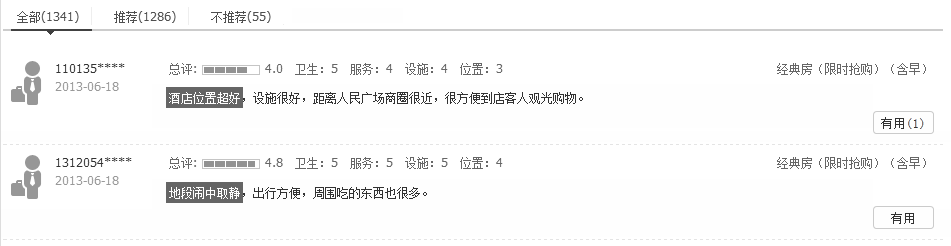 全部(1341) 推荐(1286) 不推荐(55)
110135**** 总评: 4.0 卫生: 5 服务: 4 设施: 4 位置: 3 经典房（限时抢购）（含早）
2013-06-18
酒店位置超好，设施很好，距离人民广场商圈很近，很方便到店客人观光购物。
有用(1)
1312054**** 总评: 4.8 卫生: 5 服务: 5 设施: 5 位置: 4 经典房（限时抢购）（含早）
2013-06-18
地段闹中取静，出行方便，周围吃的东西也很多。
有用